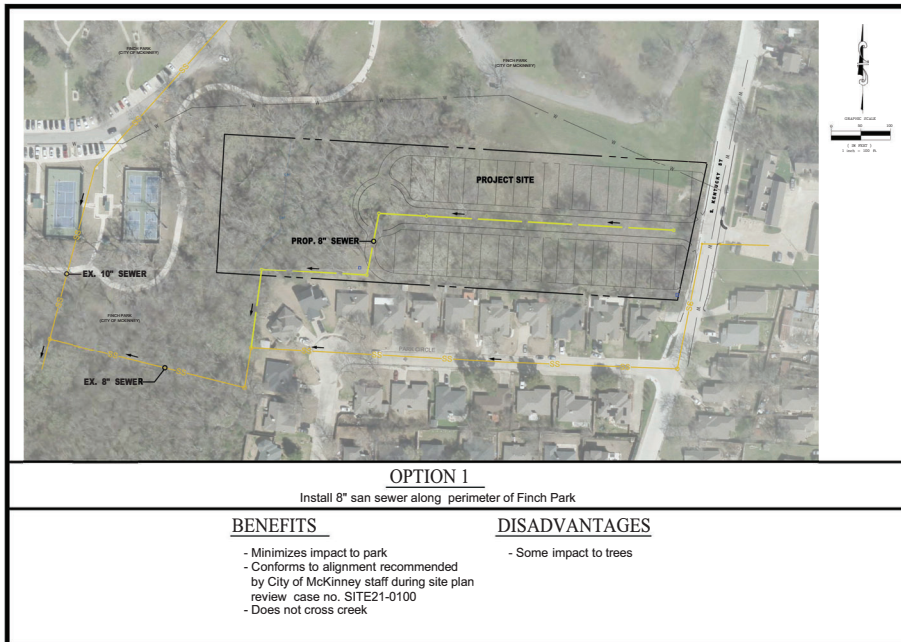 FINCH PARK
(CITY OF MCKINNEY)
FINCH PARK
(CITY OF MCKINNEY)
GRAPHIC SCALE
( IN FEET )
1 inch = 100 ft.
PROJECT SITE
S. KENTUCKY ST
PROP. 8" SEWER
EX. 10" SEWER
FINCH PARK
(CITY OF MCKINNEY)
PARK CIRCLE
EX. 8" SEWER
OPTION 1
Install 8" san sewer along perimeter of Finch Park
BENEFITS
- Minimizes impact to park
- Conforms to alignment recommended
by City of McKinney staff during site plan
review case no. SITE21-0100
- Does not cross creek
DISADVANTAGES
- Some impact to trees